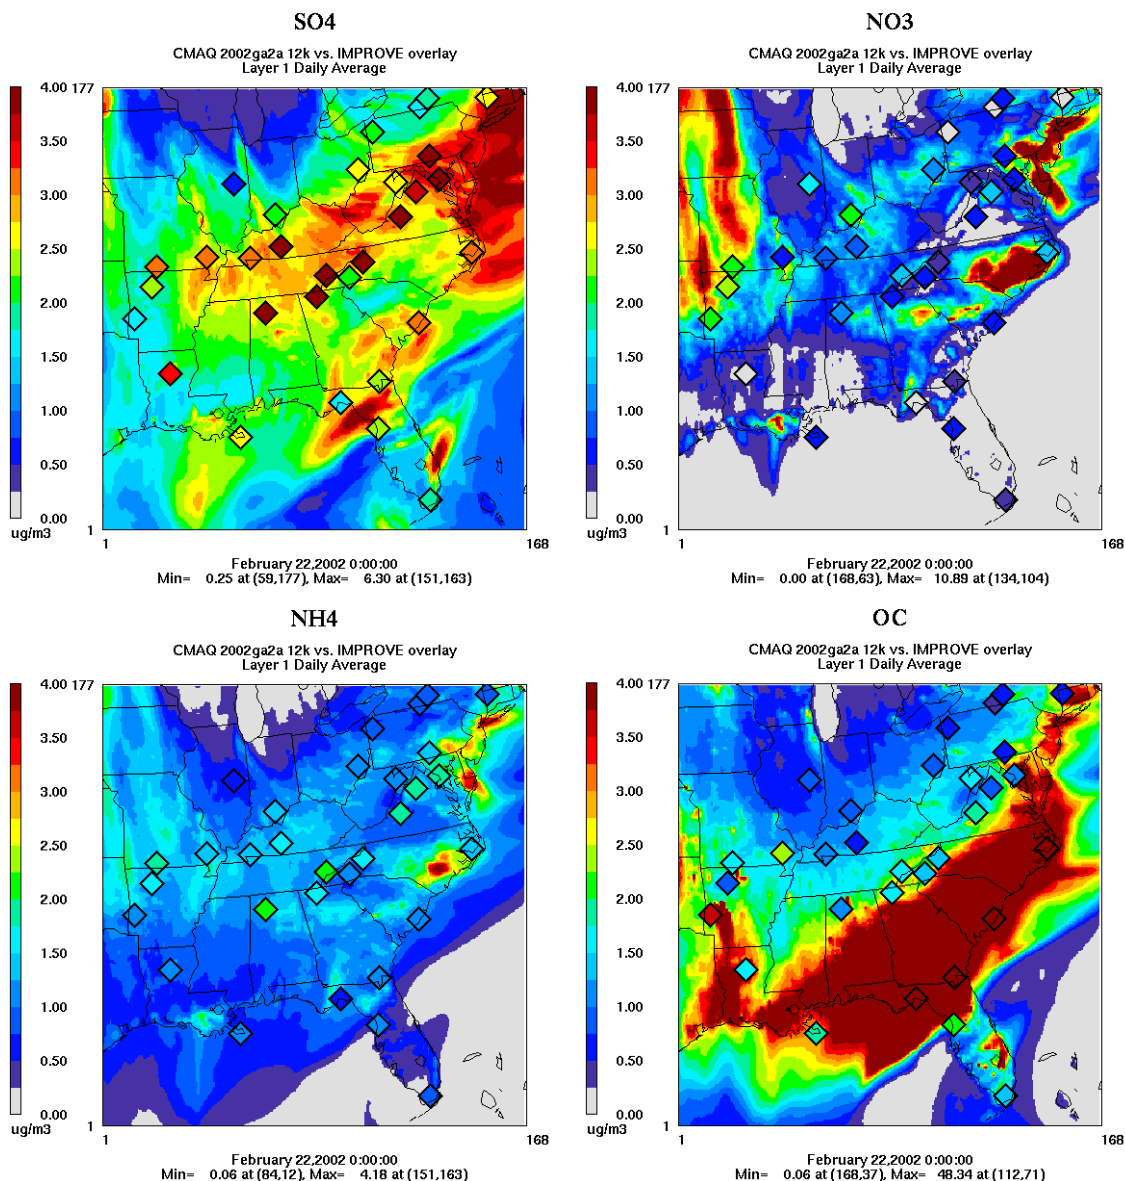 SO4
CMAQ 2002ga2a 12k vs. IMPROVE overlay
Layer 1 Daily Average
4.00 177
3.50
3.00
2.50
2.00
1.50
1.00
0.50
0.00
ug/m3
1
1
168
February 22,2002 0:00:00
Min= 0.25 at (59,177), Max= 6.30 at (151,163)
NO3
CMAQ 2002ga2a 12k vs. IMPROVE overlay
Layer 1 Daily Average
4.00 177
3.50
3.00
2.50
2.00
1.50
1.00
0.50
0.00
ug/m3
1
1
168
February 22,2002 0:00:00
Min= 0.00 at (168,63), Max= 10.89 at (134,104)
NH4
CMAQ 2002ga2a 12k vs. IMPROVE overlay
Layer 1 Daily Average
4.00 177
3.50
3.00
2.50
2.00
1.50
1.00
0.50
0.00
ug/m3
1
1
168
February 22,2002 0:00:00
Min= 0.06 at (84,12), Max= 4.18 at (151,163)
OC
CMAQ 2002ga2a 12k vs. IMPROVE overlay
Layer 1 Daily Average
4.00 177
3.50
3.00
2.50
2.00
1.50
1.00
0.50
0.00
ug/m3
1
1
168
February 22,2002 0:00:00
Min= 0.06 at (168,37), Max= 48.34 at (112,71)